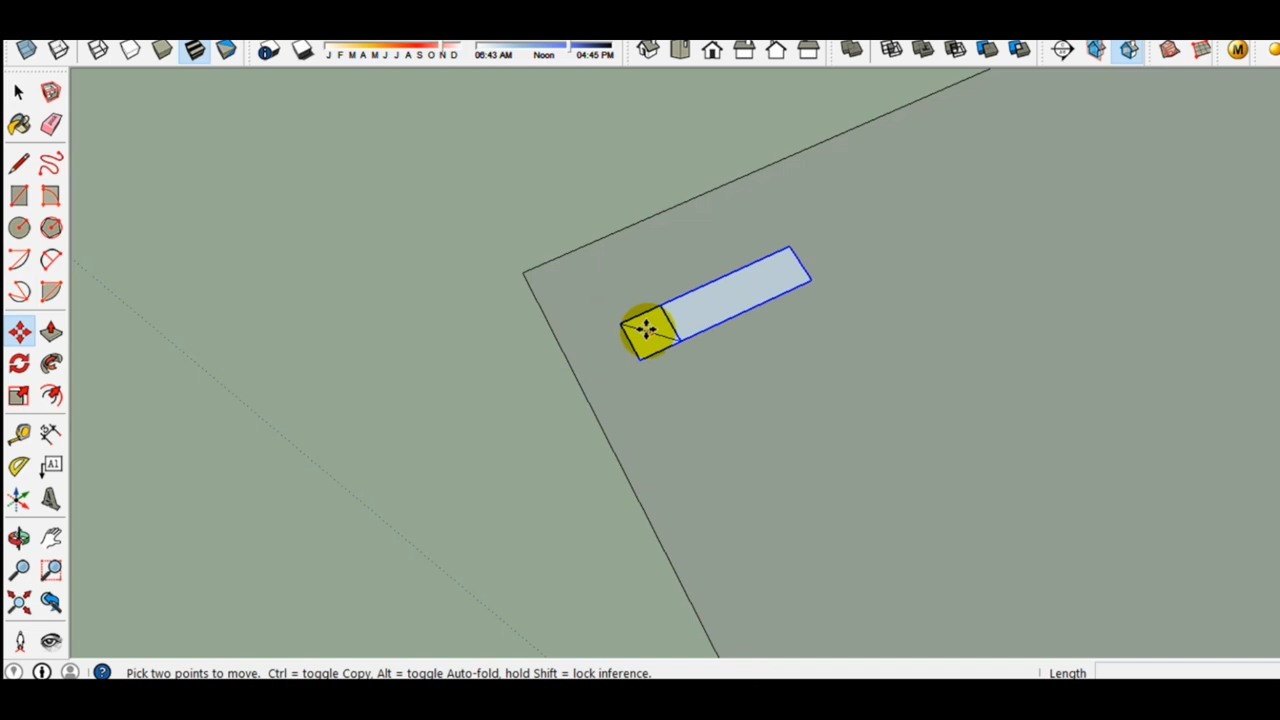 J F M A M J J A S O N D 06:43 AM Noon 04:45 PM
M
A1
Pick two points to move. Ctrl = toggle Copy, Alt = toggle Auto-fold, hold Shift = lock inference. Length